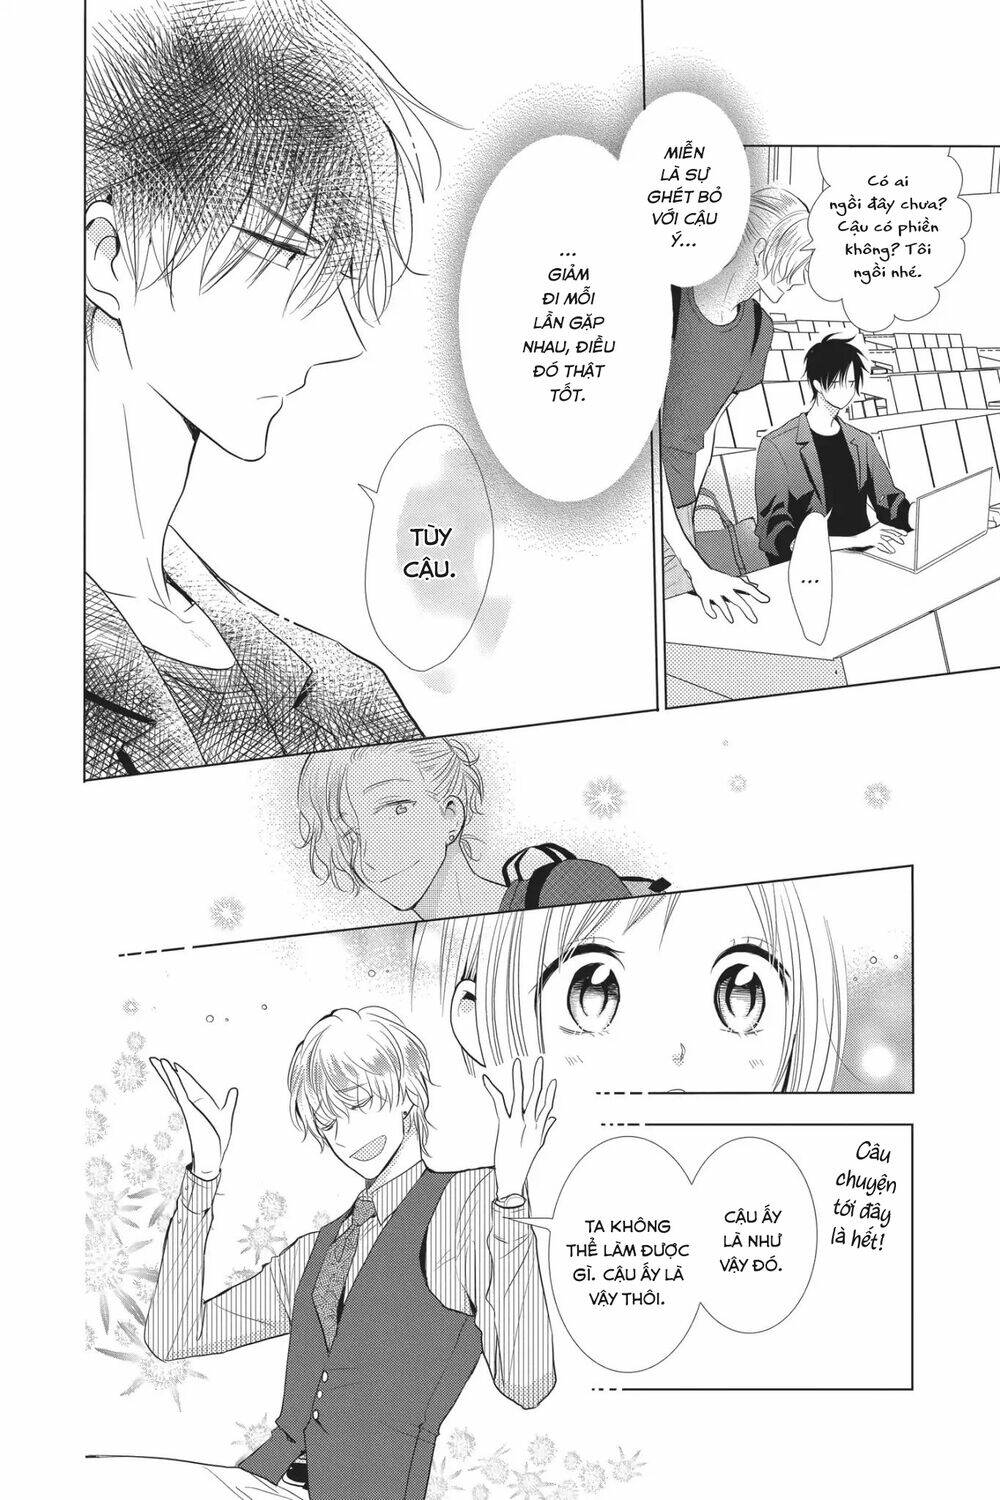 Có ai
ngồi đây chưa?
Cậu có phiền
không? Tôi
ngồi nhé.
...
MIỄN
LÀ SỰ
GHÉT BỎ
VỚI CẬU
Ý...
...
GIẢM
ĐI MỖI
LẦN GẶP
NHAU, ĐIỀU
ĐÓ THẬT
TỐT.
TÙY
CẬU.
Câu
chuyện
tới đây
là hết!
CẬU ẤY
LÀ NHƯ
VẬY ĐÓ.
TA KHÔNG
THỂ LÀM ĐƯỢC
GÌ. CẬU ẤY LÀ
VẬY THÔI.